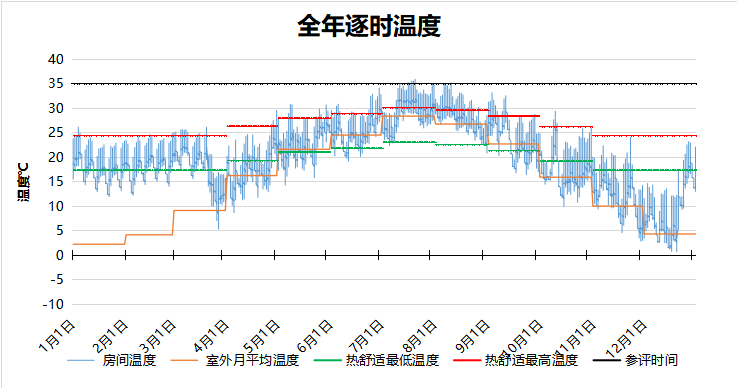 全年逐时温度
40
35
30
25
20
15
10
5
0
-5
-10
温度℃
1月1日
2月1日
3月1日
4月1日
5月1日
6月1日
7月1日
8月1日
9月1日
10月1日
11月1日
12月1日
房间温度 室外月平均温度 热舒适最低温度 热舒适最高温度 参评时间